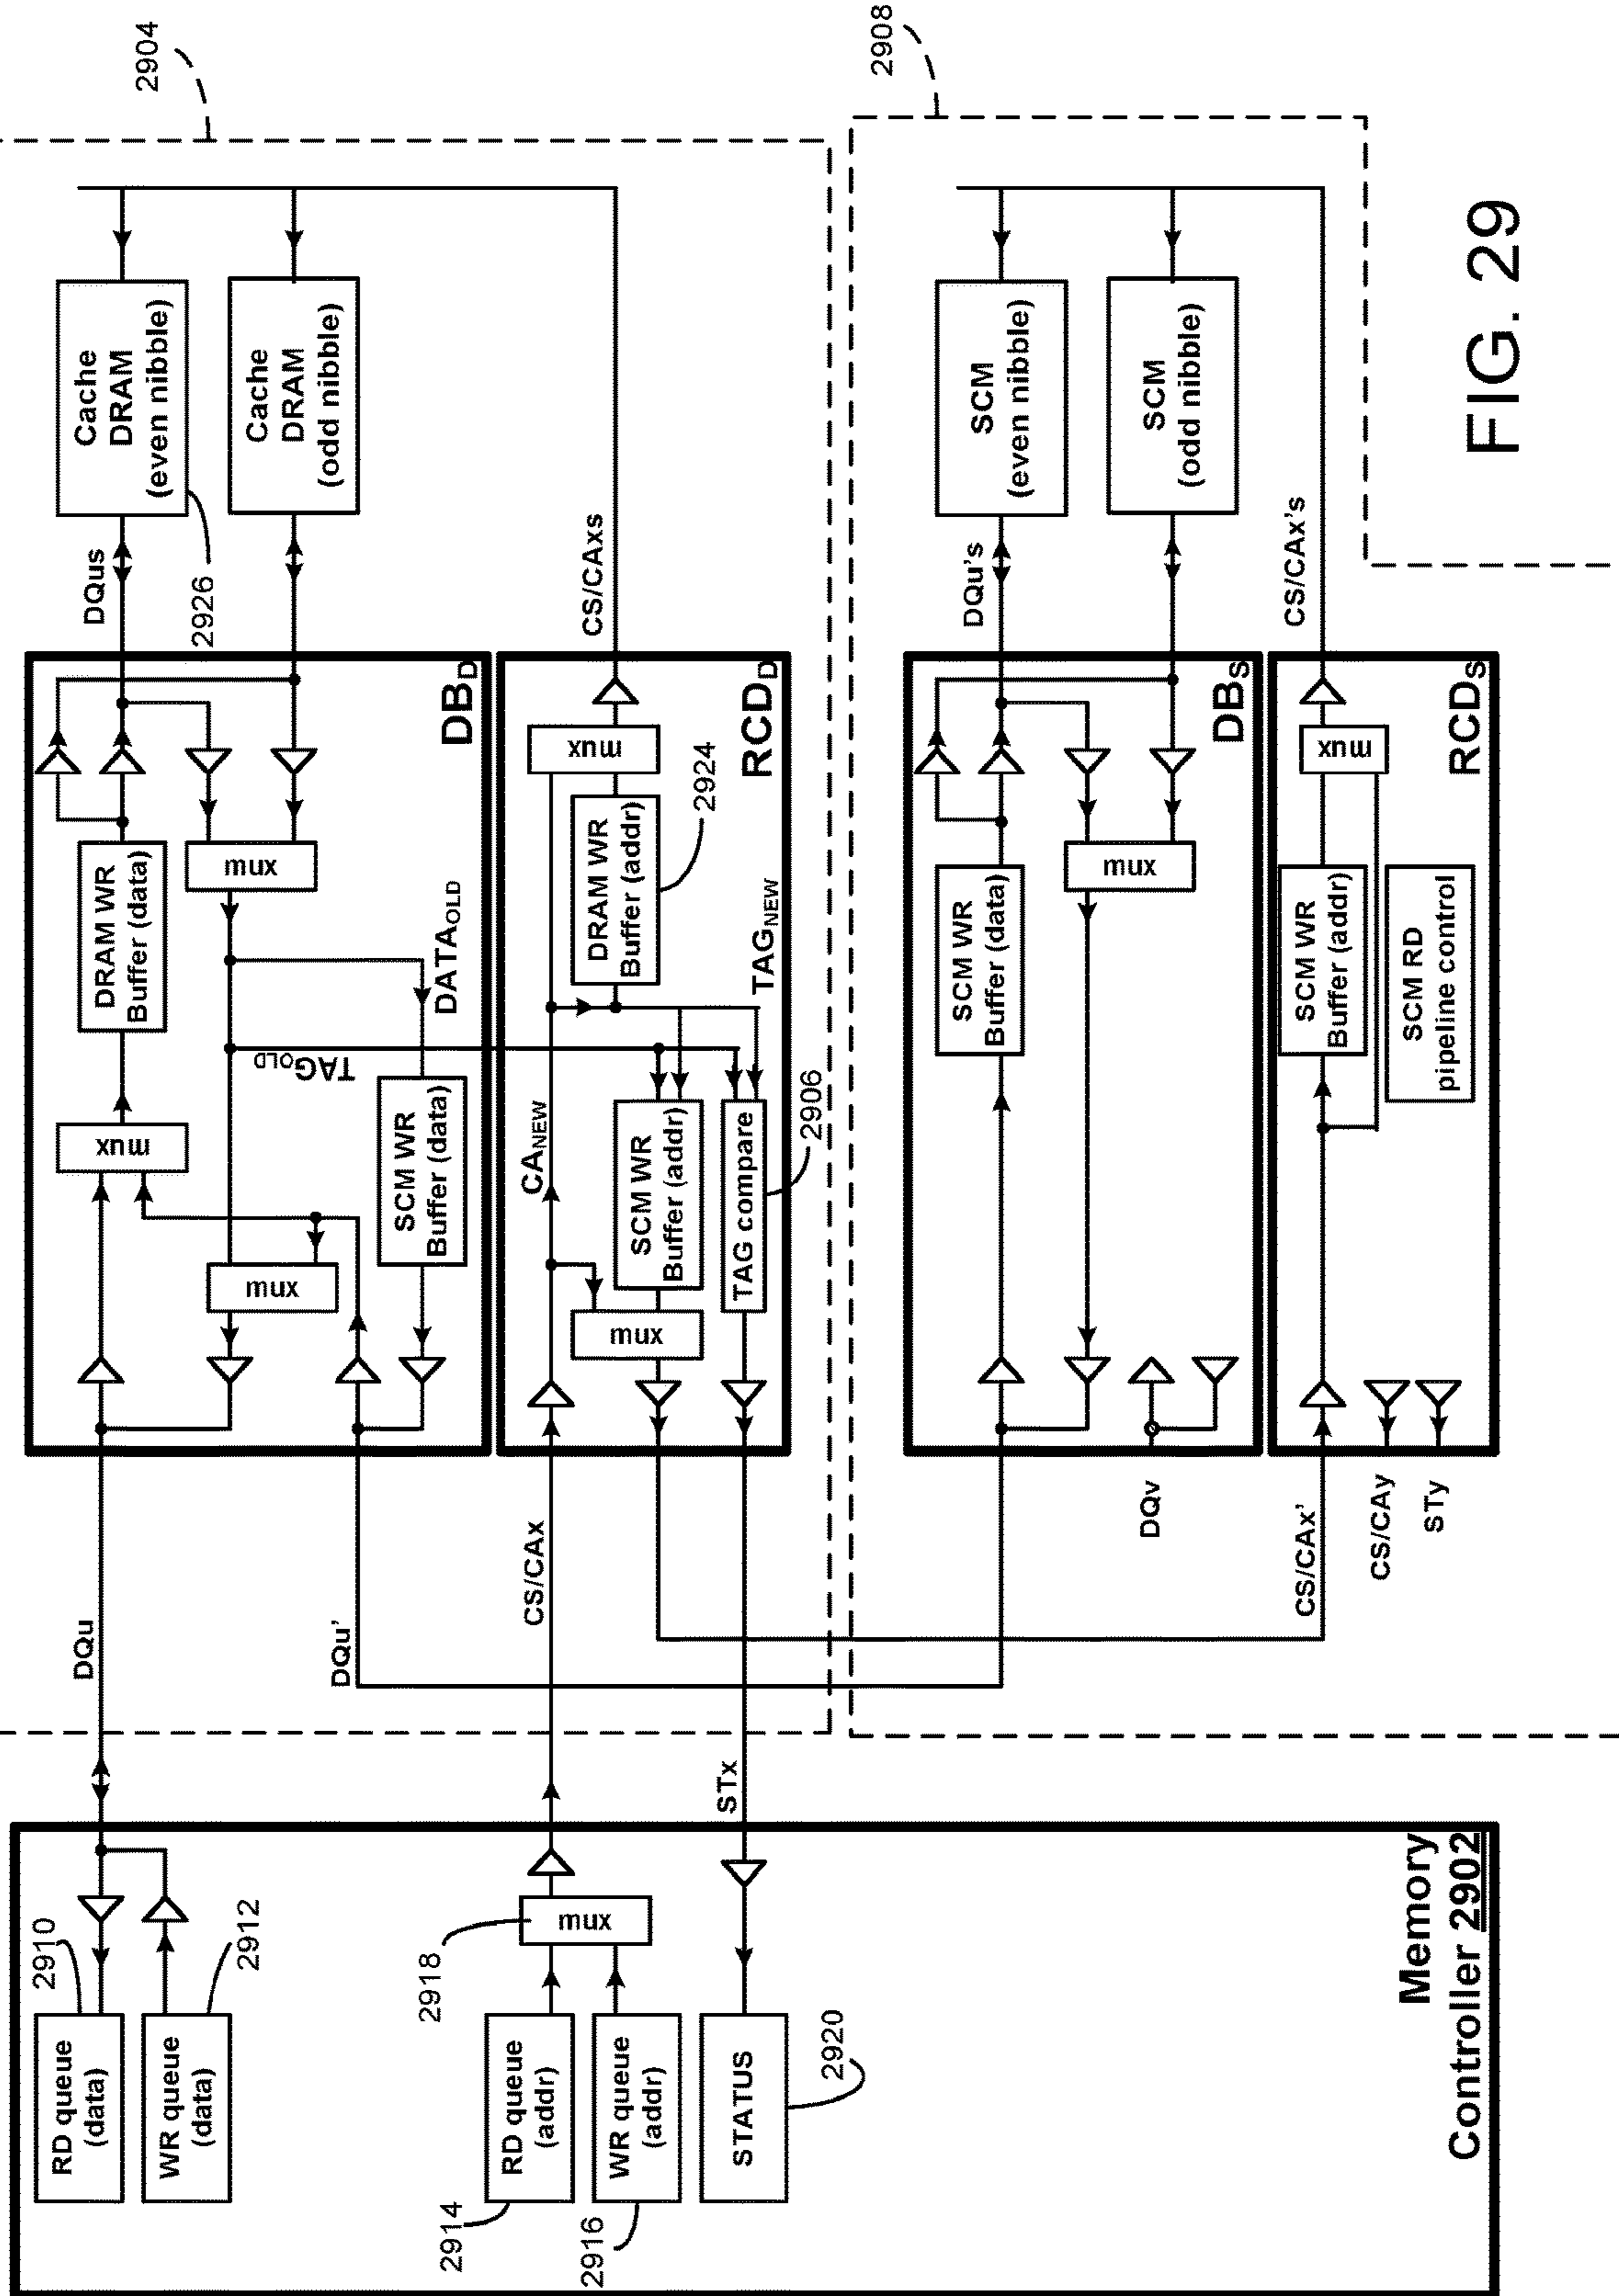 2904
Cache
DRAM
(even nibble)
Cache
DRAM
(odd nibble)
DQus
2926
CS/CAxs
DRAM WR
Buffer (data)
mux
mux
mux
SCM WR
Buffer (data)
DATAOLD
TAGOLD
DBD
CANEW
mux
DRAM WR
Buffer (addr)
2924
TAGNEW
SCM WR
Buffer (addr)
mux
TAG compare
2906
RCDD
DQu
DQu'
CS/CAx
STx
2908
SCM
(even nibble)
SCM
(odd nibble)
DQu's
CS/CAx's
SCM WR
Buffer (data)
mux
DBS
mux
SCM WR
Buffer (addr)
SCM RD
pipeline control
RCDS
DQv
CS/CAx'
CS/CAy
STy
RD queue
(data)
2910
WR queue
(data)
2912
RD queue
(addr)
2914
WR queue
(addr)
2916
mux
2918
STATUS
2920
Memory
Controller 2902
FIG. 29